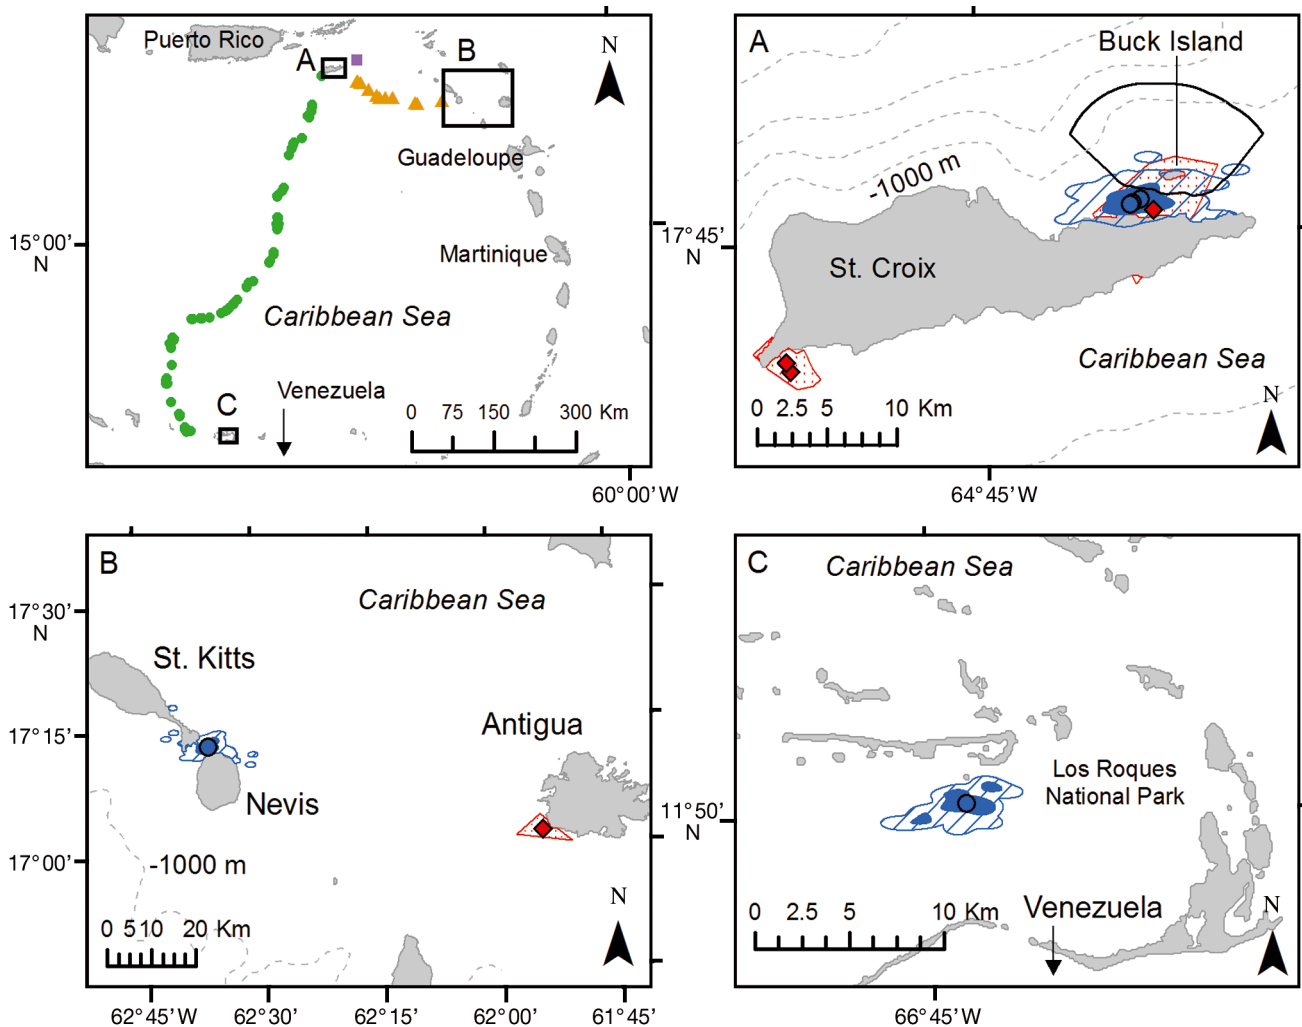 Puerto Rico
A
B
N
Guadeloupe
15°00'
N
Martinique
Caribbean Sea
Venezuela
C
0 75 150 300 Km
60°00'W
A
Buck Island
-1000 m
17°45'
N
St. Croix
Caribbean Sea
0 2.5 5 10 Km
N
64°45'W
B
Caribbean Sea
17°30'
N
St. Kitts
17°15'
Antigua
Nevis
17°00'
-1000 m
N
0 5 10 20 Km
62°45'W 62°30' 62°15' 62°00' 61°45'
C
Caribbean Sea
Los Roques
National Park
11°50'
N
0 2.5 5 10 Km
Venezuela
N
66°45'W